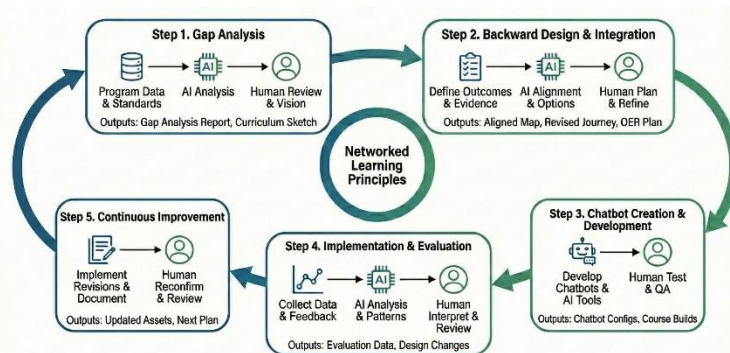 Step 1. Gap Analysis
AI
Program Data
& Standards
AI Analysis
Human Review
& Vision
Outputs: Gap Analysis Report, Curriculum Sketch
Step 2. Backward Design & Integration
AI
Define Outcomes
& Evidence
AI Alignment
& Options
Human Plan
& Refine
Outputs: Aligned Map, Revised Journey, OER Plan
Networked
Learning
Principles
Step 3. Chatbot Creation &
Development
Develop
Chatbots &
AI Tools
Human Test
& QA
Outputs: Chatbot Configs, Course Builds
Step 4. Implementation & Evaluation
AI
Collect Data
& Feedback
AI Analysis
& Patterns
Human
Interpret &
Review
Outputs: Evaluation Data, Design Changes
Step 5. Continuous Improvement
Implement
Revisions &
Document
Human
Reconfirm
& Review
Outputs: Updated Assets, Next Plan